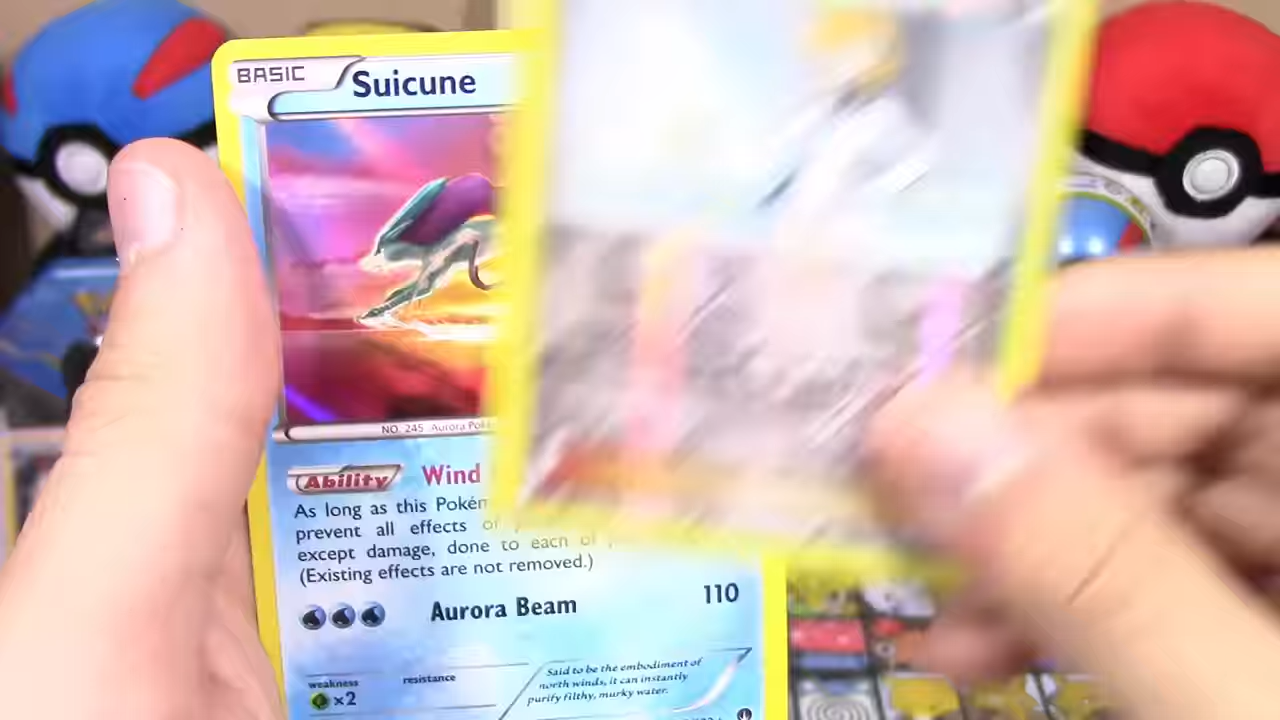 BASIC
Suicune
NO. 245 Aurora
Ability Wind
As long as this
prevent all effects
except damage, done to each of
(Existing effects are not removed.)
Aurora Beam 110
weakness resistance
×2
Said to be the embodiment of
north winds, it can instantly
purify filthy, murky water.